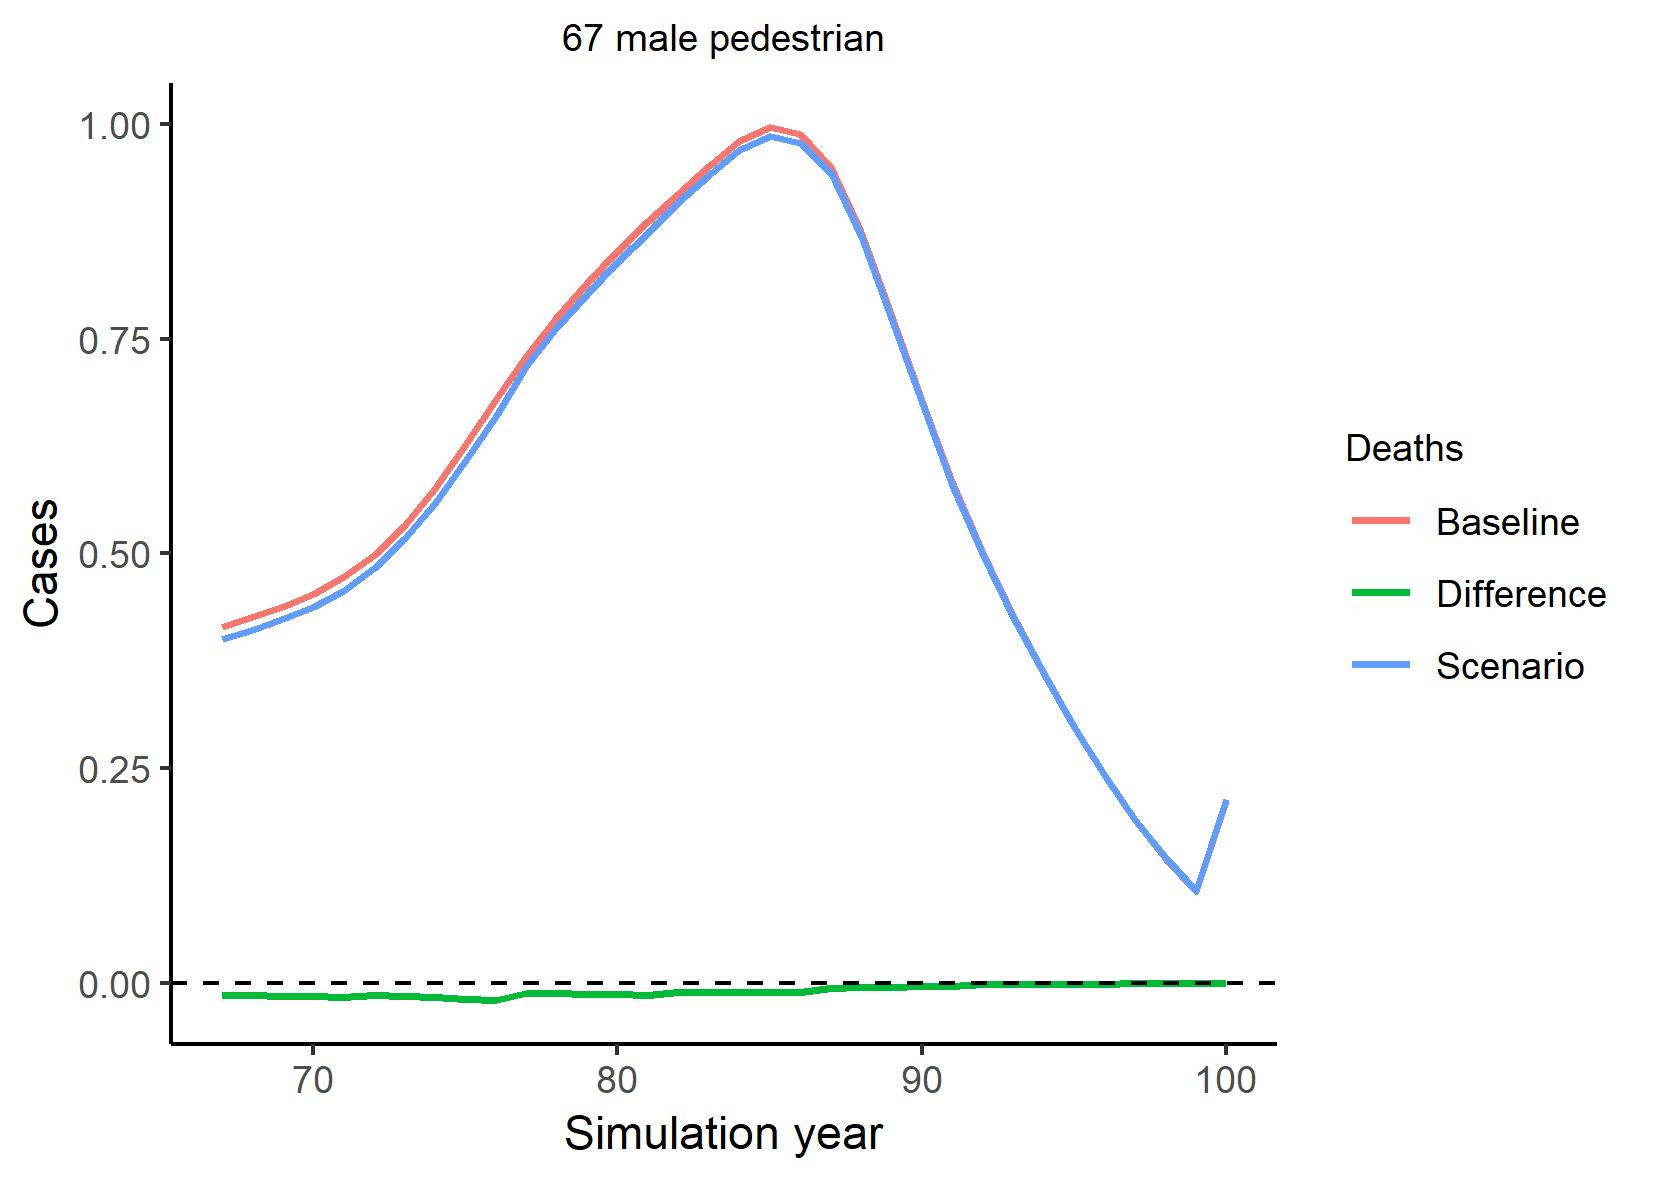 67 male pedestrian
1.00
0.75
0.50
0.25
0.00
Cases
70 80 90 100
Simulation year
Deaths
Baseline
Difference
Scenario